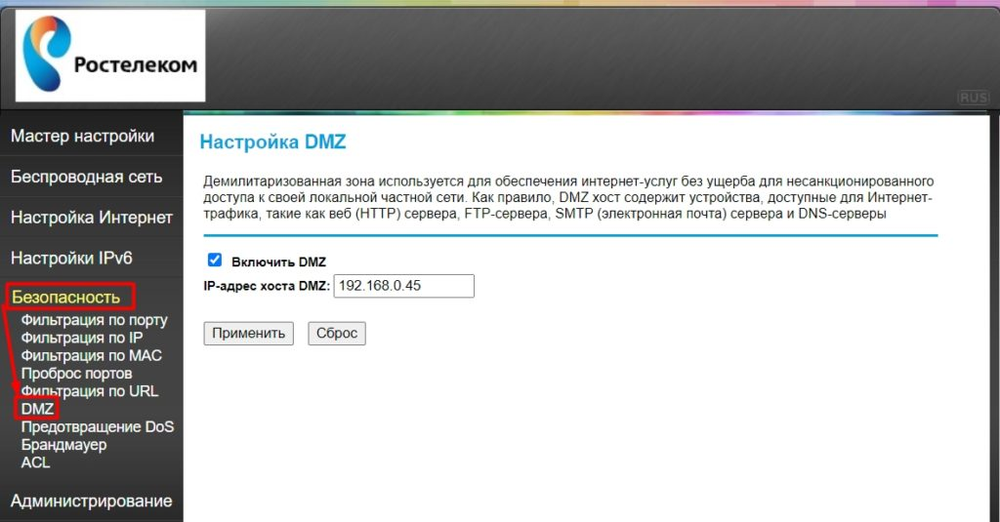 Ростелеком
RUS
Мастер настройки
Беспроводная сеть
Настройка Интернет
Настройки IPv6
Безопасность
Фильтрация по порту
Фильтрация по IP
Фильтрация по MAC
Проброс портов
Фильтрация по URL
DMZ
Предотвращение DoS
Брандмауер
ACL
Администрирование
Настройка DMZ
Демилитаризованная зона используется для обеспечения интернет-услуг без ущерба для несанкционированного
доступа к своей локальной частной сети. Как правило, DMZ хост содержит устройства, доступные для Интернет-
трафика, такие как веб (HTTP) сервера, FTP-сервера, SMTP (электронная почта) сервера и DNS-серверы
Включить DMZ
IP-адрес хоста DMZ: 192.168.0.45
Применить Сброс